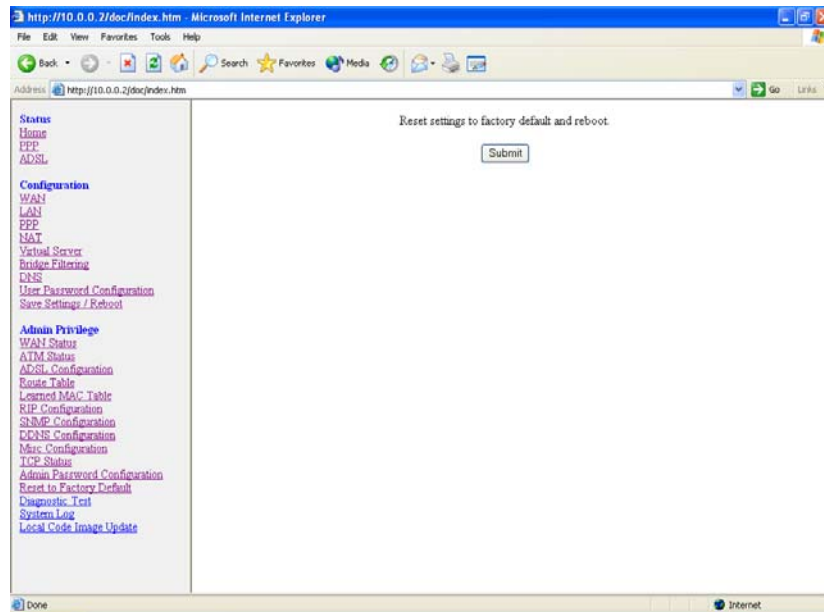 http://10.0.0.2/doc/index.htm - Microsoft Internet Explorer
File Edit View Favorites Tools Help
Back Search Favorites Media
Address http://10.0.0.2/doc/index.htm Go Links
Reset settings to factory default and reboot.
Submit
Status
Home
PPP
ADSL
Configuration
WAN
LAN
PPP
NAT
Virtual Server
Bridge Filtering
DNS
User Password Configuration
Save Settings / Reboot
Admin Privilege
WAN Status
ATM Status
ADSL Configuration
Route Table
Learned MAC Table
RIP Configuration
SNMP Configuration
DDNS Configuration
Misc Configuration
TCP Status
Admin Password Configuration
Reset to Factory Default
Diagnostic Test
System Log
Local Code Image Update
Done Internet